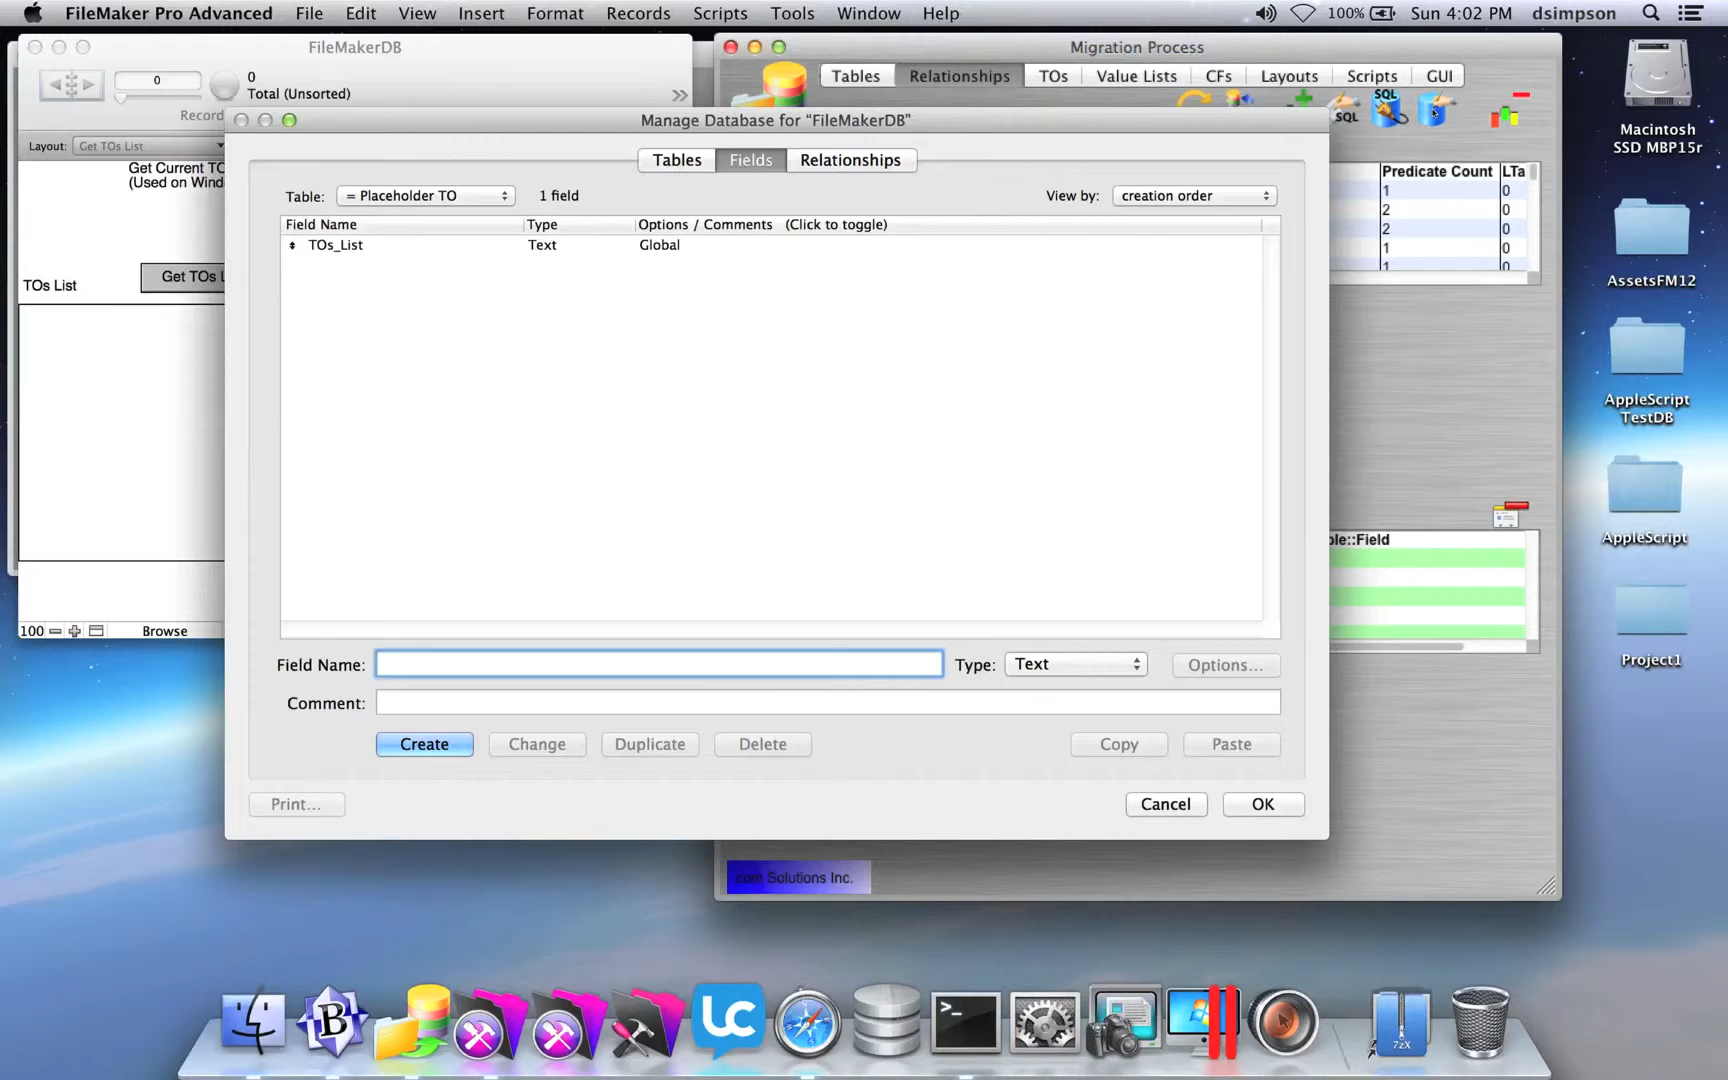 FileMaker Pro Advanced File Edit View Insert Format Records Scripts Tools Window Help 100% Sun 4:02 PM dsimpson
FileMakerDB
0
0
Total (Unsorted)
Record
Layout: Get TOs List
Get Current TO
(Used on Wind
TOs List
Get TOs L
100 Browse
Migration Process
Tables Relationships TOs Value Lists CFs Layouts Scripts GUI
SQL
SQL
Predicate Count LTa
1 0
2 0
2 0
1 0
1 0
ble::Field
com Solutions Inc.
Manage Database for “FileMakerDB”
Tables Fields Relationships
Table: = Placeholder TO 1 field View by: creation order
Field Name Type Options / Comments (Click to toggle)
TOs_List Text Global
Field Name: Type: Text Options...
Comment:
Create Change Duplicate Delete Copy Paste
Print... Cancel OK
Macintosh
SSD MBP15r
AssetsFM12
AppleScript
TestDB
AppleScript
Project1
B
LC
>_
7zX